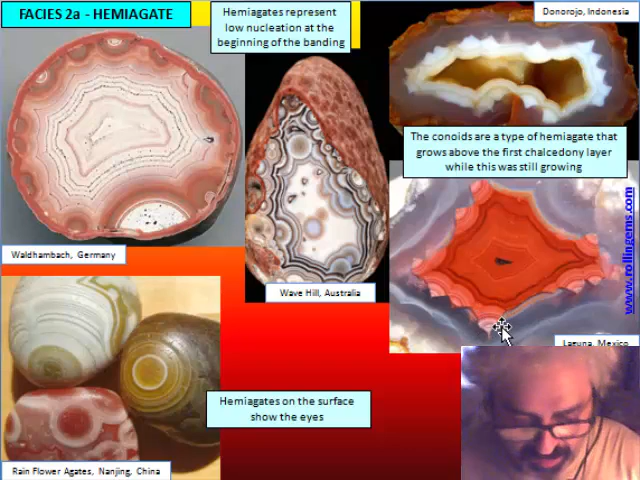 FACIES 2a - HEMIAGATE
Hemiagates represent
low nucleation at the
beginning of the banding
Donorojo, Indonesia
The conoids are a type of hemiagate that
grows above the first chalcedony layer
while this was still growing
www.rollingems.com
Waldhambach, Germany
Wave Hill, Australia
Laguna, Mexico
Hemiagates on the surface
show the eyes
Rain Flower Agates, Nanjing, China